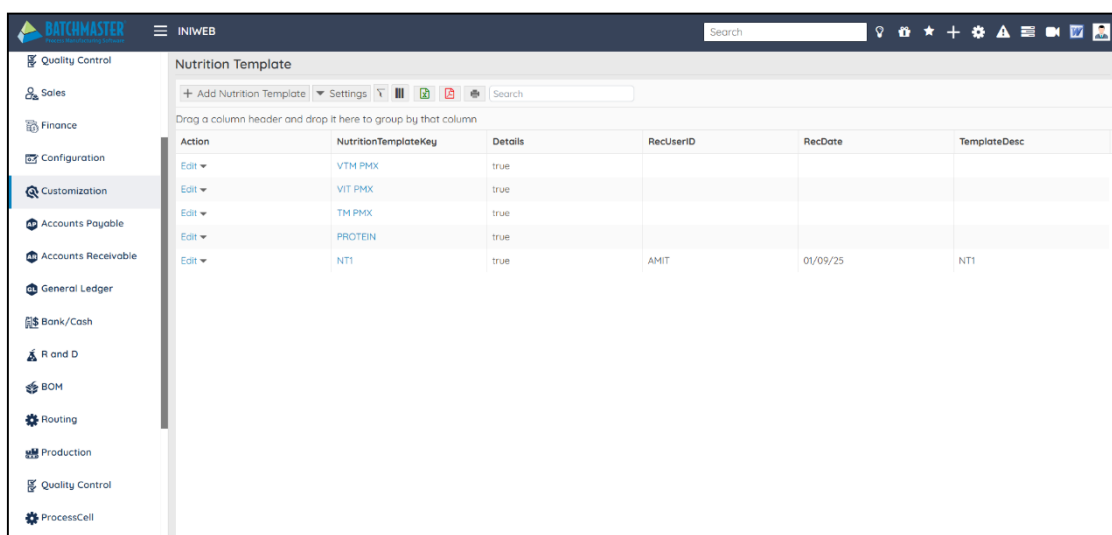 BATCHMASTER
INIWEB
Search
Quality Control
Sales
Finance
Configuration
Customization
Accounts Payable
Accounts Receivable
General Ledger
Bank/Cash
R and D
BOM
Routing
Production
Quality Control
ProcessCell
Nutrition Template
+ Add Nutrition Template Settings Search
Drag a column header and drop it here to group by that column
Action NutritionTemplateKey Details RecUserID RecDate TemplateDesc
Edit VTM PMX true
Edit VIT PMX true
Edit TM PMX true
Edit PROTEIN true
Edit NT1 true AMIT 01/09/25 NT1